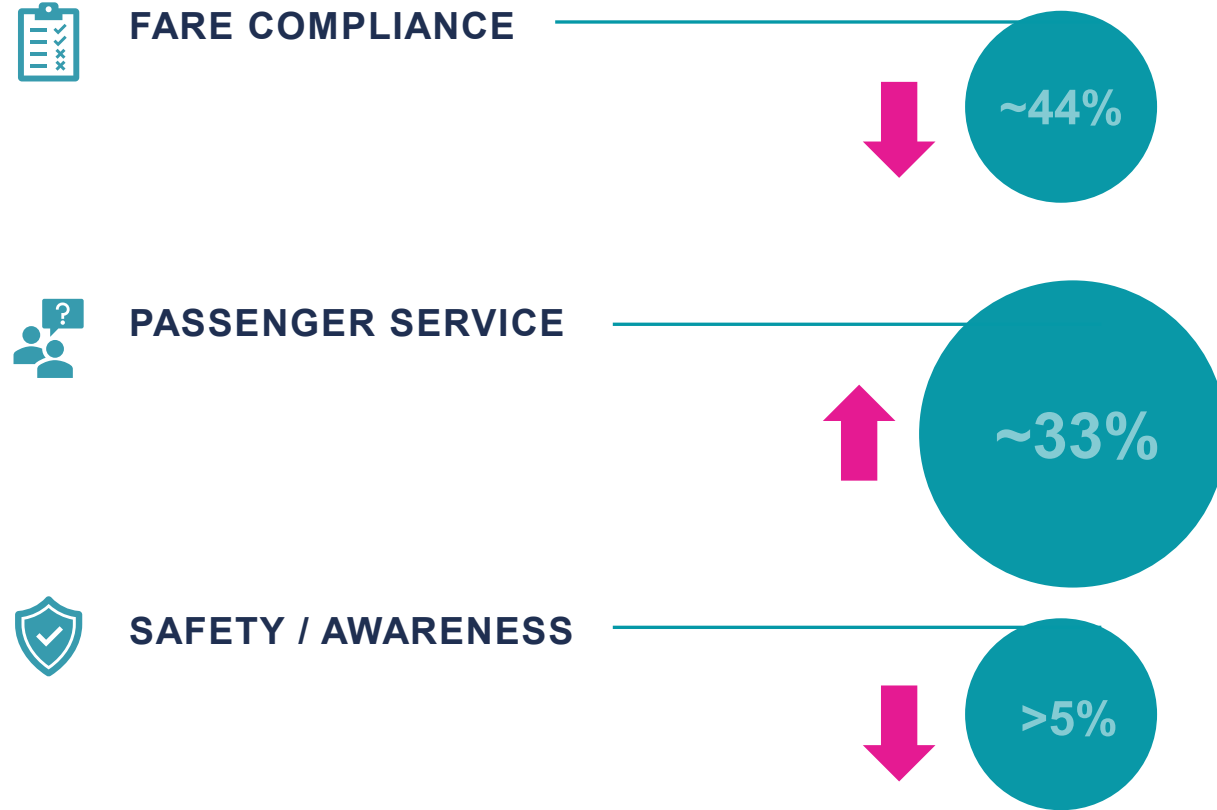 FARE COMPLIANCE
~44%
?
PASSENGER SERVICE
~33%
SAFETY / AWARENESS
>5%